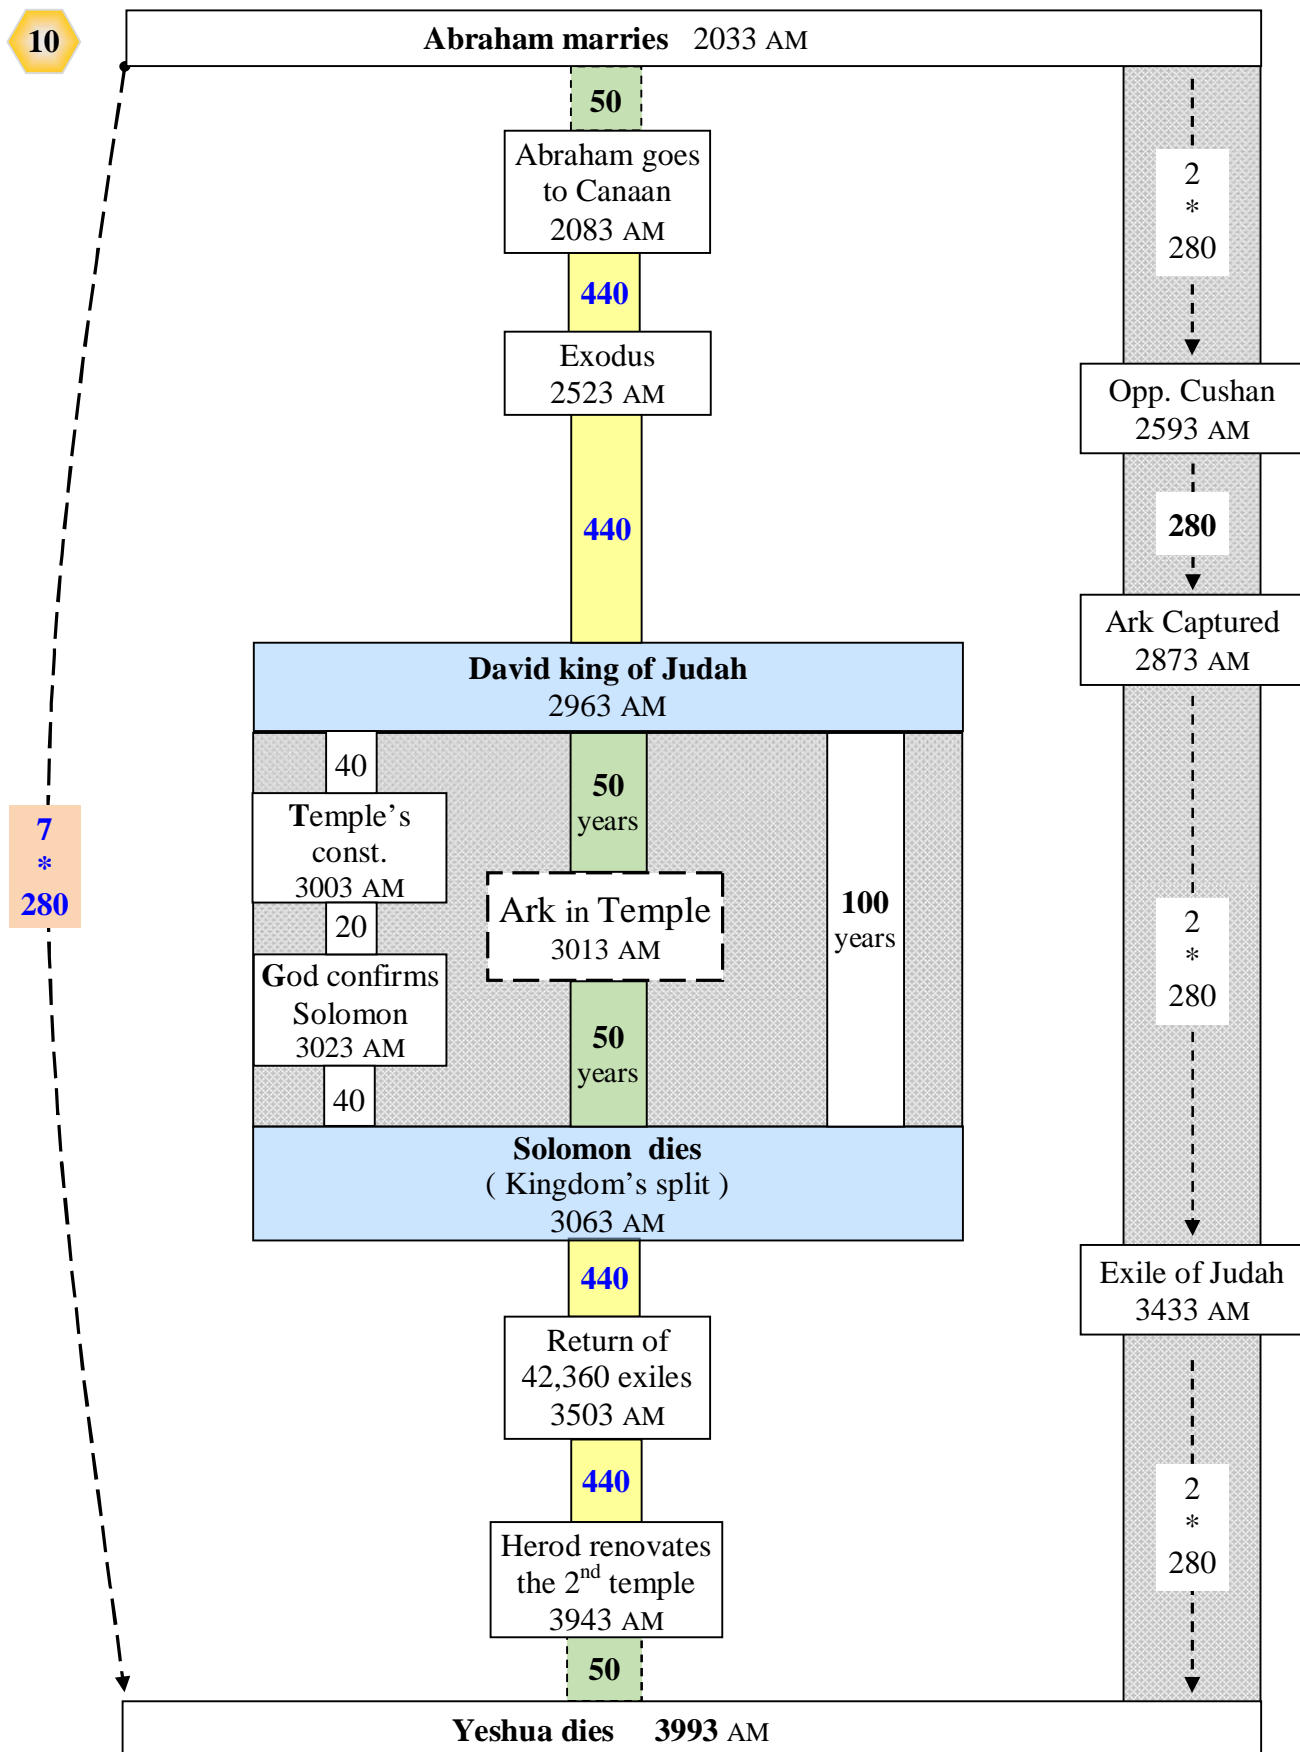 10
Abraham marries 2033 AM
50
Abraham goes
to Canaan
2083 AM
440
Exodus
2523 AM
440
David king of Judah
2963 AM
40
Temple's
const.
3003 AM
20
God confirms
Solomon
3023 AM
40
50
years
Ark in Temple
3013 AM
50
years
100
years
Solomon dies
( Kingdom's split )
3063 AM
440
Return of
42,360 exiles
3503 AM
440
Herod renovates
the 2nd temple
3943 AM
50
7
*
280
2
*
280
Opp. Cushan
2593 AM
280
Ark Captured
2873 AM
2
*
280
Exile of Judah
3433 AM
2
*
280
Yeshua dies 3993 AM